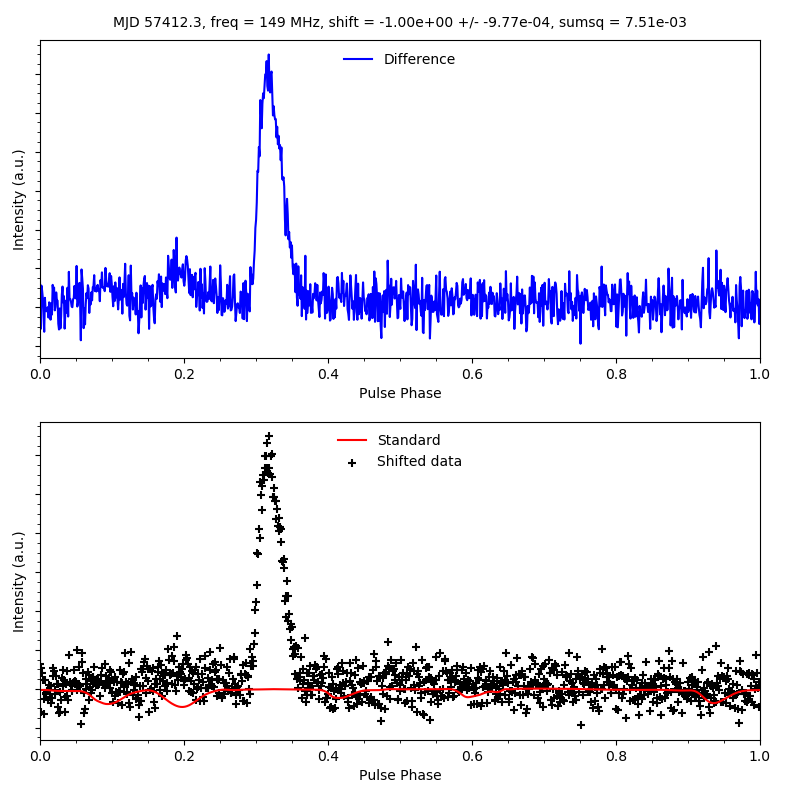 MJD 57412.3, freq = 149 MHz, shift = -1.00e+00 +/- -9.77e-04, sumsq = 7.51e-03
Difference
Intensity (a.u.)
0.0 0.2 0.4 0.6 0.8 1.0
Pulse Phase
Standard
Shifted data
Intensity (a.u.)
0.0 0.2 0.4 0.6 0.8 1.0
Pulse Phase